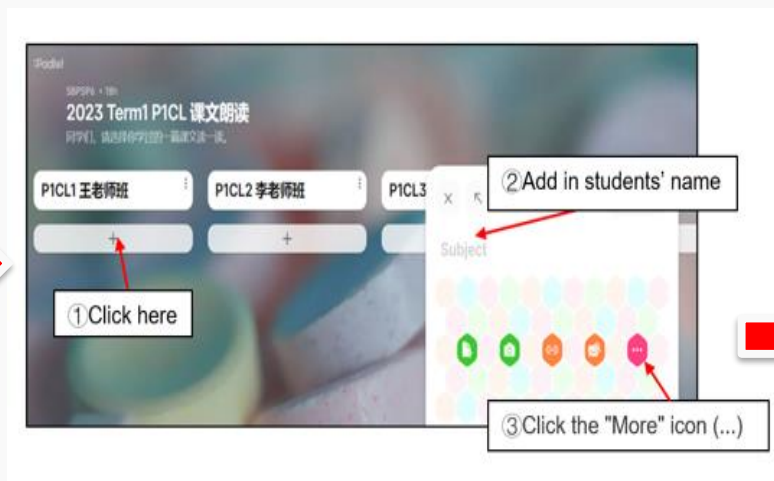 :Padlet
2023 Term1 P1CL 课文朗读
P1CL1 王老师班
P1CL2 李老师班
P1CL3
+
+
②Add in students' name
Subject
①Click here
③Click the "More" icon (...)